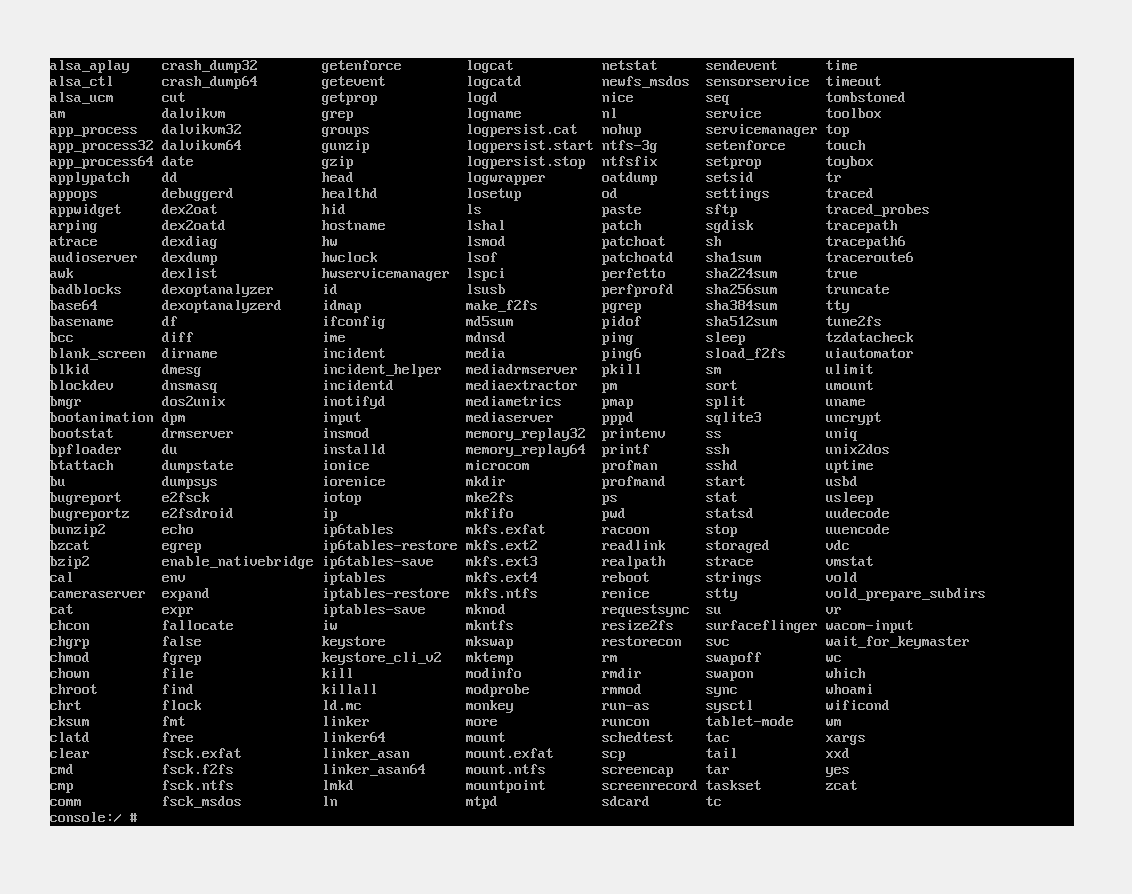 alsa_aplay crash_dump32 getenforce logcat netstat sendevent time
alsa_ctl crash_dump64 getevent logcatd newfs_msdos sensorservice timeout
alsa_ucm cut getprop logd nice seq tombstoned
am dalvikvm grep logname nl service toolbox
app_process dalvikvm32 groups logpersist.cat nohup servicemanager top
app_process32 dalvikvm64 gunzip logpersist.start ntfs-3g setenforce touch
app_process64 date gzip logpersist.stop ntfsfix setprop toybox
applypatch dd head logwrapper oatdump setsid tr
appops debuggerd healthd losetup od settings traced
appwidget dex2oat hid ls paste sftp traced_probes
arping dex2oatd hostname lshal patch sgdisk tracepath
atrace dexdiag hw lsmod patchoat sh tracepath6
audioserver dexdump hwclock lsof patchoatd sha1sum traceroute6
awk dexlist hwservicemanager lspci perfetto sha224sum true
badblocks dexoptanalyzer id lsusb perfprofd sha256sum truncate
base64 dexoptanalyzerd idmap make_f2fs pgrep sha384sum tty
basename df ifconfig md5sum pidof sha512sum tune2fs
bcc diff ime mdnsd ping sleep tzdatacheck
blank_screen dirname incident media ping6 sload_f2fs uiautomator
blkid dmesg incident_helper mediadrmserver pkill sm ulimit
blockdev dnsmasq incidentd mediaextractor pm sort umount
bmgr dos2unix inotifyd mediametrics pmap split uname
bootanimation dpm input mediaserver pppd sqlite3 uncrypt
bootstat drmserver insmod memory_replay32 printenv ss uniq
bpfloader du installd memory_replay64 printf ssh unix2dos
btattach dumpstate ionice microcom profman sshd uptime
bu dumpsys iorenice mkdir profmand start usbd
bugreport e2fsck iotop mke2fs ps stat usleep
bugreportz e2fsdroid ip mkfifo pwd statsd uudecode
bunzip2 echo ip6tables mkfs.exfat racoon stop uuencode
bzcat egrep ip6tables-restore mkfs.ext2 readlink storaged vdc
bzip2 enable_nativebridge ip6tables-save mkfs.ext3 realpath strace vmstat
cal env iptables mkfs.ext4 reboot strings vold
cameraserver expand iptables-restore mkfs.ntfs renice stty vold_prepare_subdirs
cat expr iptables-save mknod requestsync su vr
chcon fallocate iw mkntfs resize2fs surfaceflinger wacom-input
chgrp false keystore mkswap restorecon svc wait_for_keymaster
chmod fgrep keystore_cli_v2 mktemp rm swapoff wc
chown file kill modinfo rmdir swapon which
chroot find killall modprobe rmmod sync whoami
chrt flock ld.mc monkey run-as sysctl wificond
cksum fmt linker more runcon tablet-mode wm
clatd free linker64 mount schedtest tac xargs
clear fsck.exfat linker_asan mount.exfat scp tail xxd
cmd fsck.f2fs linker_asan64 mount.ntfs screencap tar yes
cmp fsck.ntfs lmkd mountpoint screenrecord taskset zcat
comm fsck_msdos ln mtpd sdcard tc
console:/ #